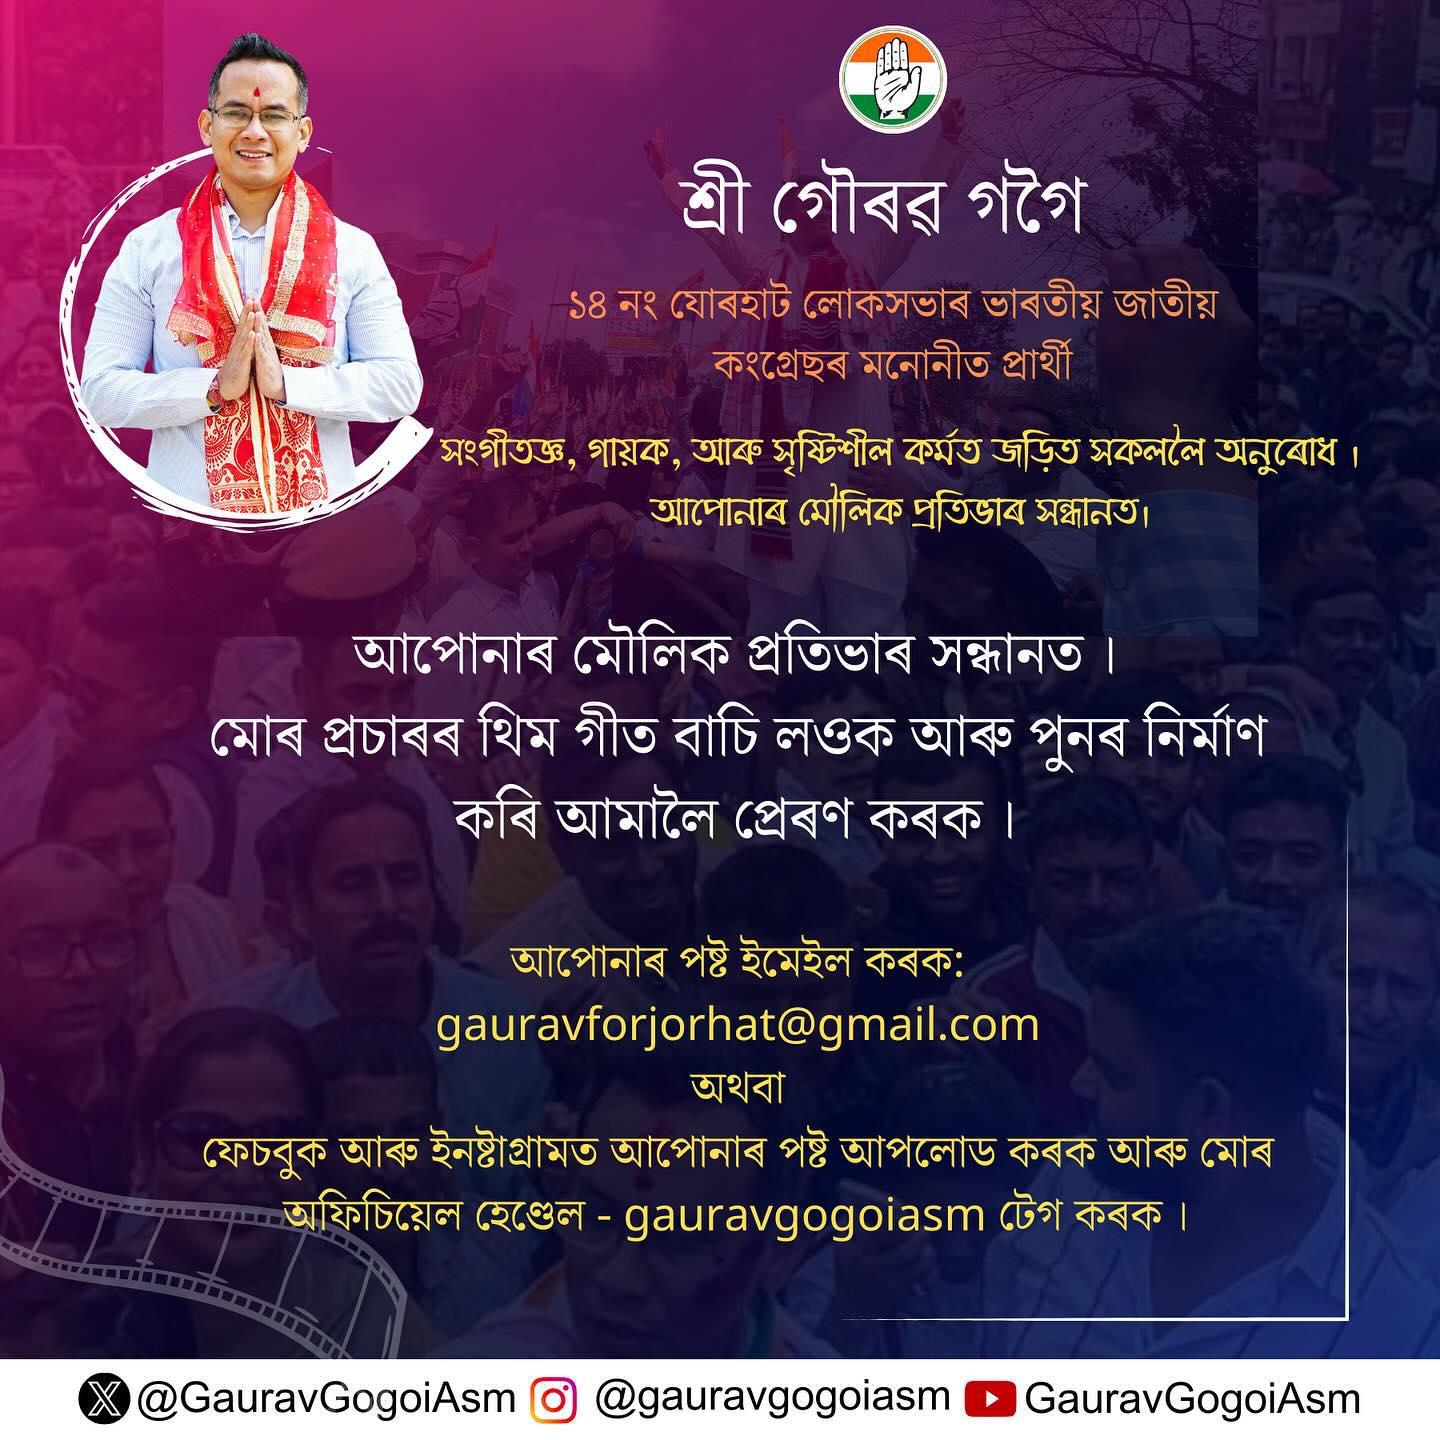 শ্ৰী গৌৰৱ গগৈ
১৪ নং যোৰহাট লোকসভাৰ ভাৰতীয় জাতীয়
কংগ্ৰেছৰ মনোনীত প্ৰাৰ্থী
সংগীতজ্ঞ, গায়ক, আৰু সৃষ্টিশীল কৰ্মত জড়িত সকললৈ অনুৰোধ ।
আপোনাৰ মৌলিক প্ৰতিভাৰ সন্ধানত।
আপোনাৰ মৌলিক প্ৰতিভাৰ সন্ধানত ।
মোৰ প্ৰচাৰৰ থিম গীত বাচি লওক আৰু পুনৰ নিৰ্মাণ
কৰি আমালৈ প্ৰেৰণ কৰক ।
আপোনাৰ পষ্ট ইমেইল কৰক:
gauravforjorhat@gmail.com
অথবা
ফেচবুক আৰু ইনষ্টাগ্ৰামত আপোনাৰ পষ্ট আপলোড কৰক আৰু মোৰ
অফিচিয়েল হেণ্ডেল - gauravgogoiasm টেগ কৰক ।
@GauravGogoiAsm @gauravgogoiasm GauravGogoiAsm